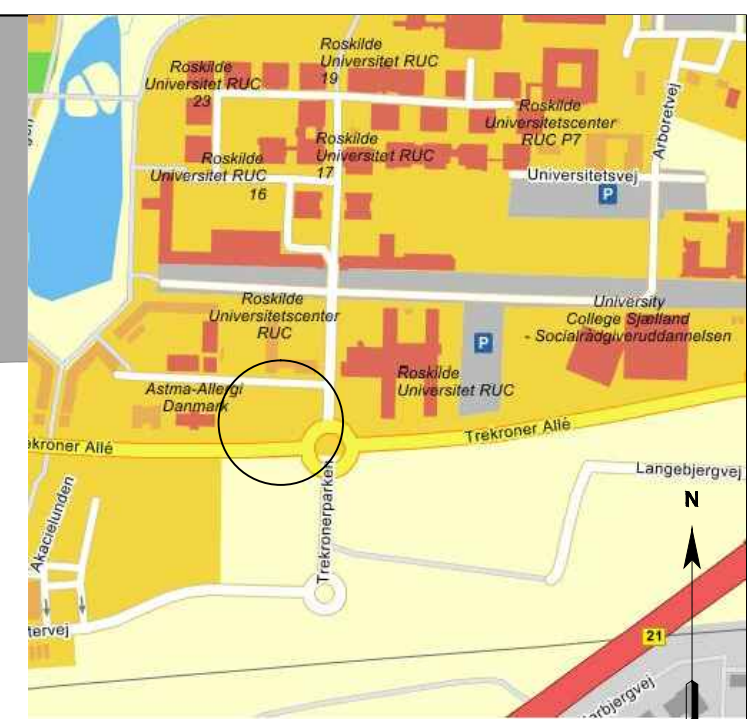 Roskilde
Universitet RUC
19
Roskilde
Universitet RUC
23
Roskilde
Universitetscenter
RUC P7
Arboretvej
Roskilde
Universitet RUC
17
Roskilde
Universitet RUC
16
Universitetsvej
P
Roskilde
Universitetscenter
RUC
University
College Sjælland
- Socialrådgiveruddannelsen
P
Roskilde
Universitet RUC
Astma-Allergi
Danmark
ekroner Allé
Trekroner Allé
Langebjergvej
N
Akacielunden
Trekronerparken
tervej
21
arbjergvej